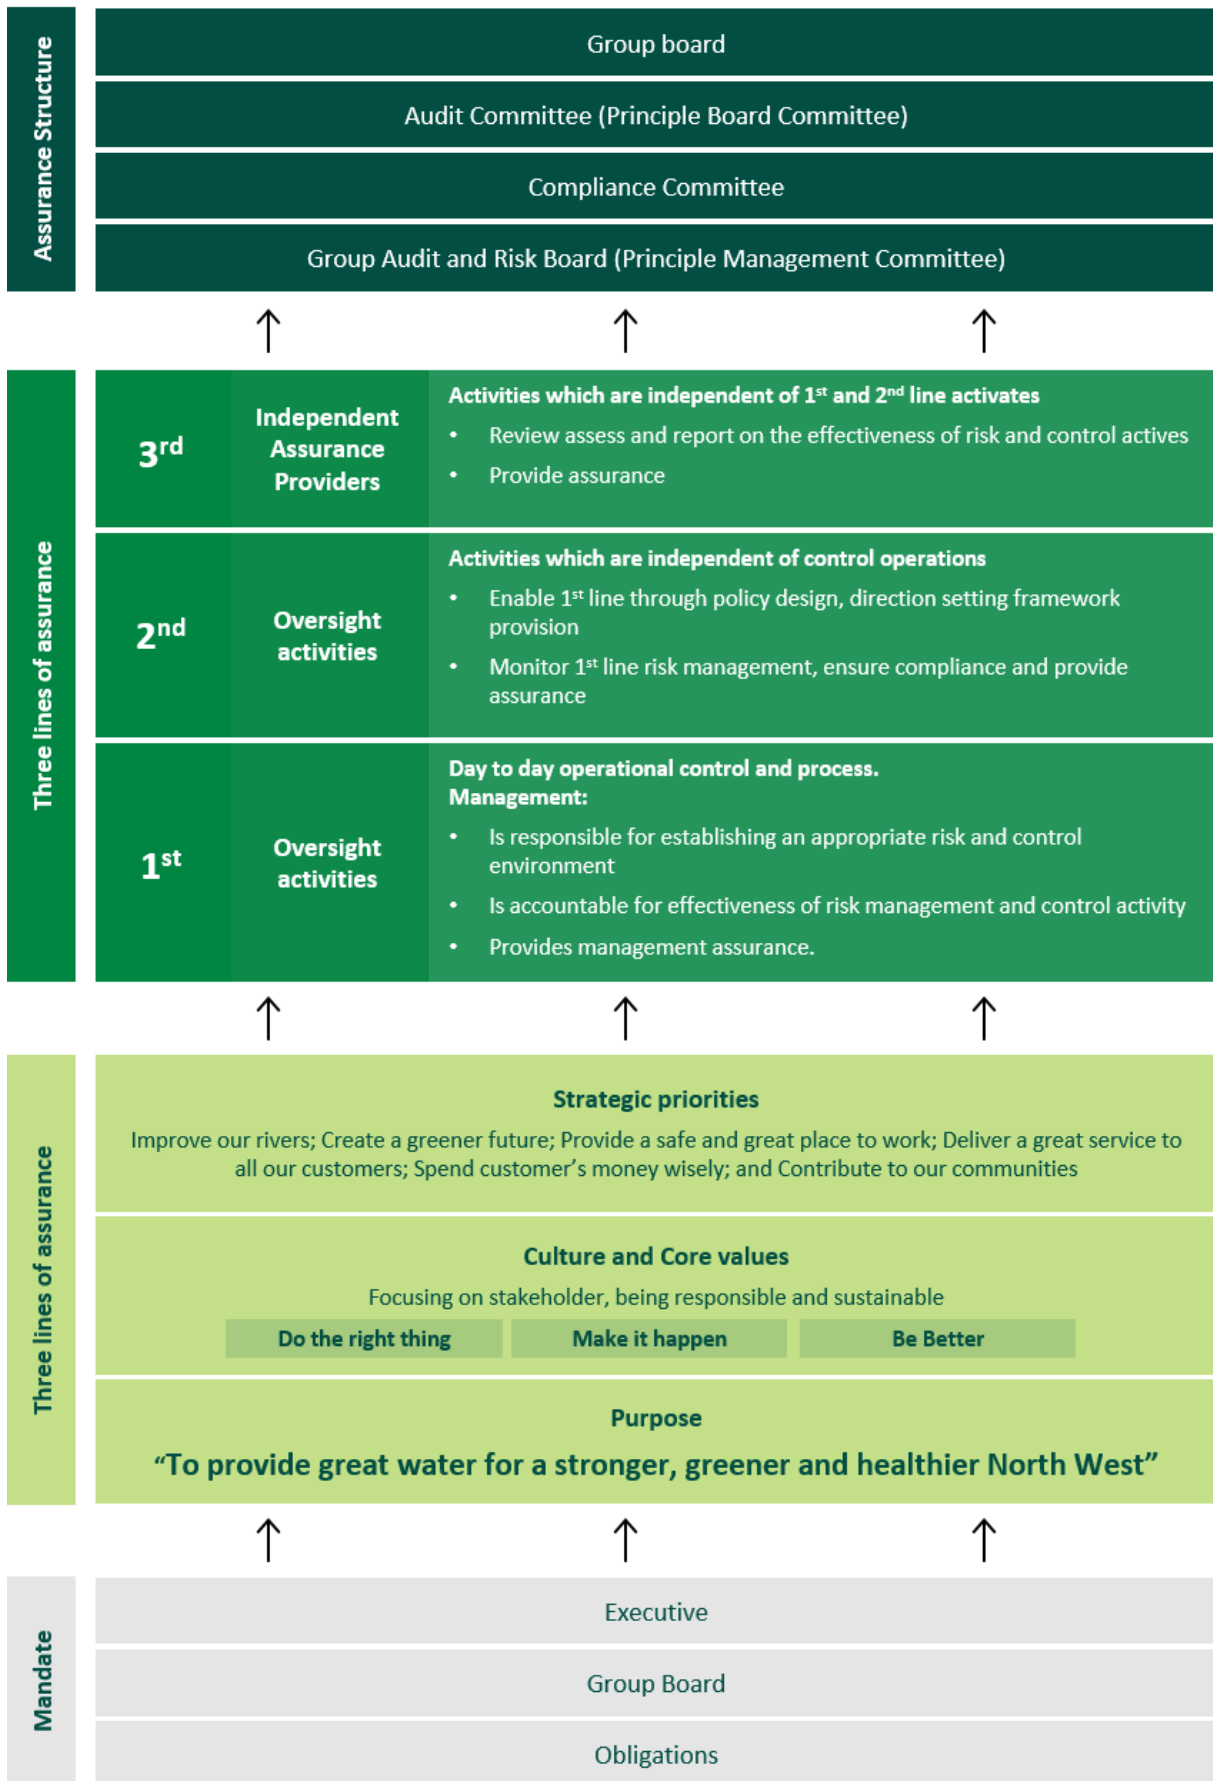 Assurance Structure
Group board
Audit Committee (Principle Board Committee)
Compliance Committee
Group Audit and Risk Board (Principle Management Committee)
Three lines of assurance
3rd
Independent
Assurance
Providers
Activities which are independent of 1st and 2nd line activates
• Review assess and report on the effectiveness of risk and control actives
• Provide assurance
2nd
Oversight
activities
Activities which are independent of control operations
• Enable 1st line through policy design, direction setting framework
provision
• Monitor 1st line risk management, ensure compliance and provide
assurance
1st
Oversight
activities
Day to day operational control and process.
Management:
• Is responsible for establishing an appropriate risk and control
environment
• Is accountable for effectiveness of risk management and control activity
• Provides management assurance.
Three lines of assurance
Strategic priorities
Improve our rivers; Create a greener future; Provide a safe and great place to work; Deliver a great service to
all our customers; Spend customer’s money wisely; and Contribute to our communities
Culture and Core values
Focusing on stakeholder, being responsible and sustainable
Do the right thing
Make it happen
Be Better
Purpose
“To provide great water for a stronger, greener and healthier North West”
Mandate
Executive
Group Board
Obligations